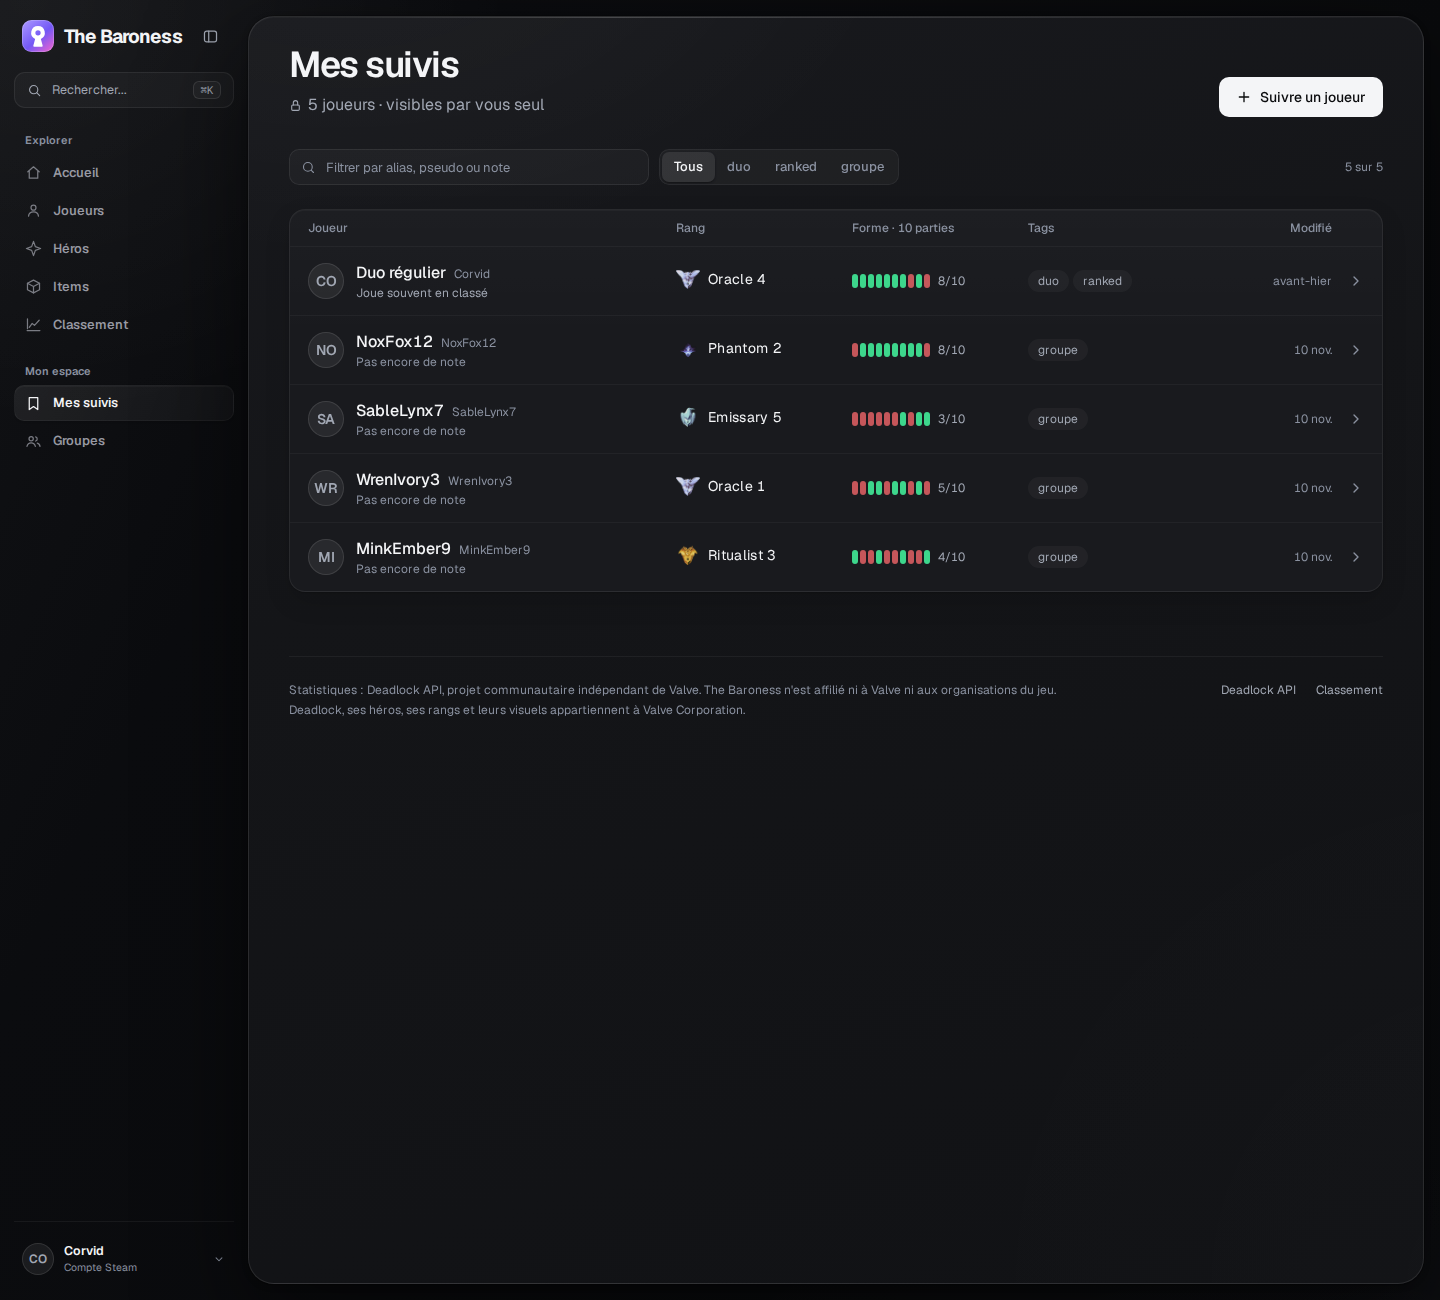 The Baroness
Rechercher...
⌘K
Explorer
Accueil
Joueurs
Héros
Items
Classement
Mon espace
Mes suivis
Groupes
CO
Corvid
Compte Steam
Mes suivis
5 joueurs · visibles par vous seul
Suivre un joueur
Filtrer par alias, pseudo ou note
Tous duo ranked groupe
5 sur 5
Joueur Rang Forme · 10 parties Tags Modifié
CO Duo régulier Corvid Oracle 4 8/10 duo ranked avant-hier
Joue souvent en classé
NO NoxFox12 NoxFox12 Phantom 2 8/10 groupe 10 nov.
Pas encore de note
SA SableLynx7 SableLynx7 Emissary 5 3/10 groupe 10 nov.
Pas encore de note
WR WrenIvory3 WrenIvory3 Oracle 1 5/10 groupe 10 nov.
Pas encore de note
MI MinkEmber9 MinkEmber9 Ritualist 3 4/10 groupe 10 nov.
Pas encore de note
Statistiques : Deadlock API, projet communautaire indépendant de Valve. The Baroness n'est affilié ni à Valve ni aux organisations du jeu.
Deadlock, ses héros, ses rangs et leurs visuels appartiennent à Valve Corporation.
Deadlock API Classement